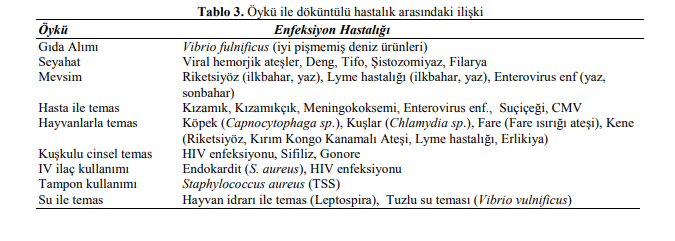 Tablo 3. Öykü ile döküntülü hastalık arasındaki ilişki
Öykü Enfeksiyon Hastalığı
Gıda Alımı Vibrio fulnificus (iyi pişmemiş deniz ürünleri)
Seyahat Viral hemorjik ateşler, Deng, Tifo, Şistozomiyaz, Filarya
Mevsim Riketsiyöz (ilkbahar, yaz), Lyme hastalığı (ilkbahar, yaz), Enterovirus enf (yaz,
sonbahar)
Hasta ile temas Kızamık, Kızamıkçık, Meningokoksemi, Enterovirus enf., Suçiçeği, CMV
Hayvanlarla temas Köpek (Capnocytophaga sp.), Kuşlar (Chlamydia sp.), Fare (Fare ısırığı ateşi), Kene
(Riketsiyöz, Kırım Kongo Kanamalı Ateşi, Lyme hastalığı, Erlikiya)
Kuşkulu cinsel temas HIV enfeksiyonu, Sifiliz, Gonore
IV ilaç kullanımı Endokardit (S. aureus), HIV enfeksiyonu
Tampon kullanımı Staphylococcus aureus (TSS)
Su ile temas Hayvan idrarı ile temas (Leptospira), Tuzlu su teması (Vibrio vulnificus)